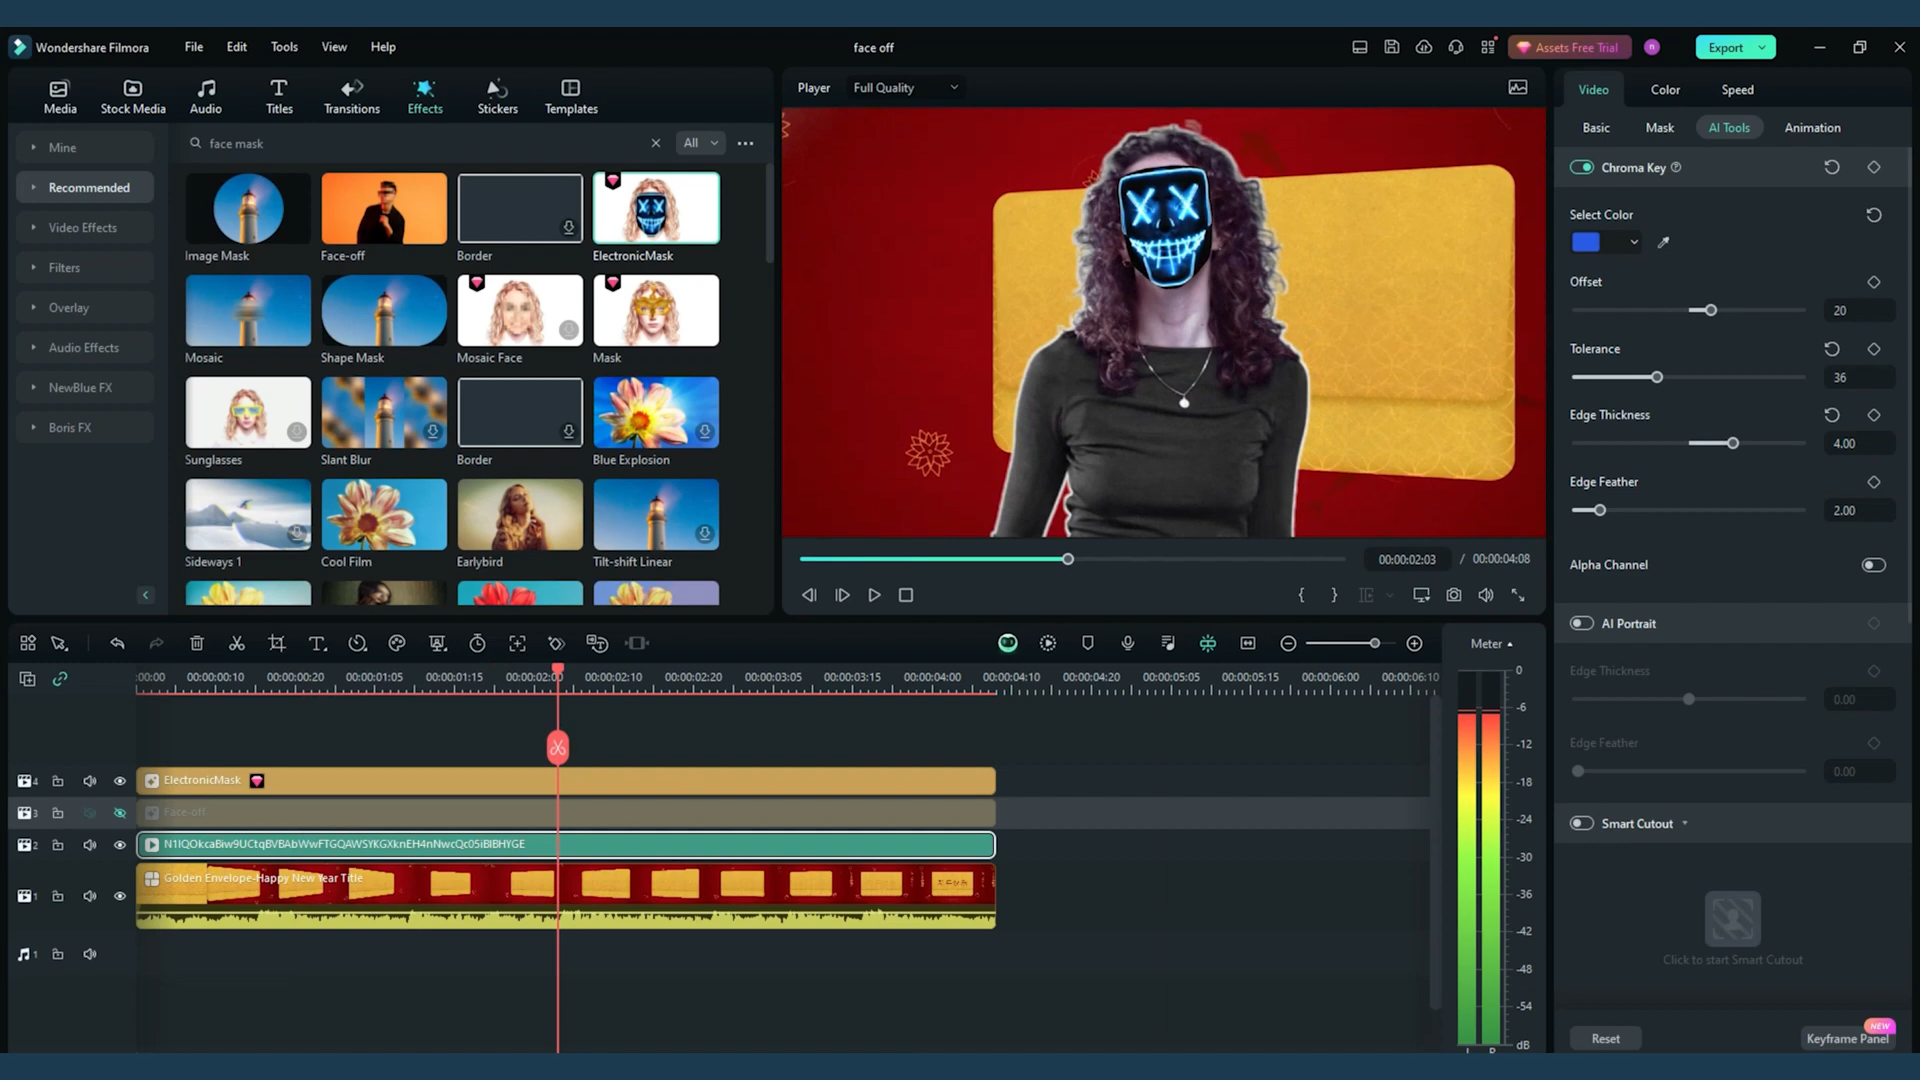 Wondershare Filmora
File Edit Tools View Help
face off
Assets Free Trial
n
Export
Media Stock Media Audio Titles Transitions Effects Stickers Templates
Mine
Recommended
Video Effects
Filters
Overlay
Audio Effects
NewBlue FX
Boris FX
face mask
All
Image Mask Face-off Border ElectronicMask
Mosaic Shape Mask Mosaic Face Mask
Sunglasses Slant Blur Border Blue Explosion
Sideways 1 Cool Film Earlybird Tilt-shift Linear
Player Full Quality
00:00:02:03 / 00:00:04:08
Video Color Speed
Basic Mask AI Tools Animation
Chroma Key
Select Color
Offset
20
Tolerance
36
Edge Thickness
4.00
Edge Feather
2.00
Alpha Channel
AI Portrait
Edge Thickness
0.00
Edge Feather
0.00
Smart Cutout
Click to start Smart Cutout
Reset
NEW
Keyframe Panel
:00:00 00:00:00:10 00:00:00:20 00:00:01:05 00:00:01:15 00:00:02:00 00:00:02:10 00:00:02:20 00:00:03:05 00:00:03:15 00:00:04:00 00:00:04:10 00:00:04:20 00:00:05:05 00:00:05:15 00:00:06:00 00:00:06:10
4 ElectronicMask
3 Face-off
2
1 Golden Envelope-Happy New Year Title
1
Meter
0
-6
-12
-18
-24
-30
-36
-42
-48
-54
dB